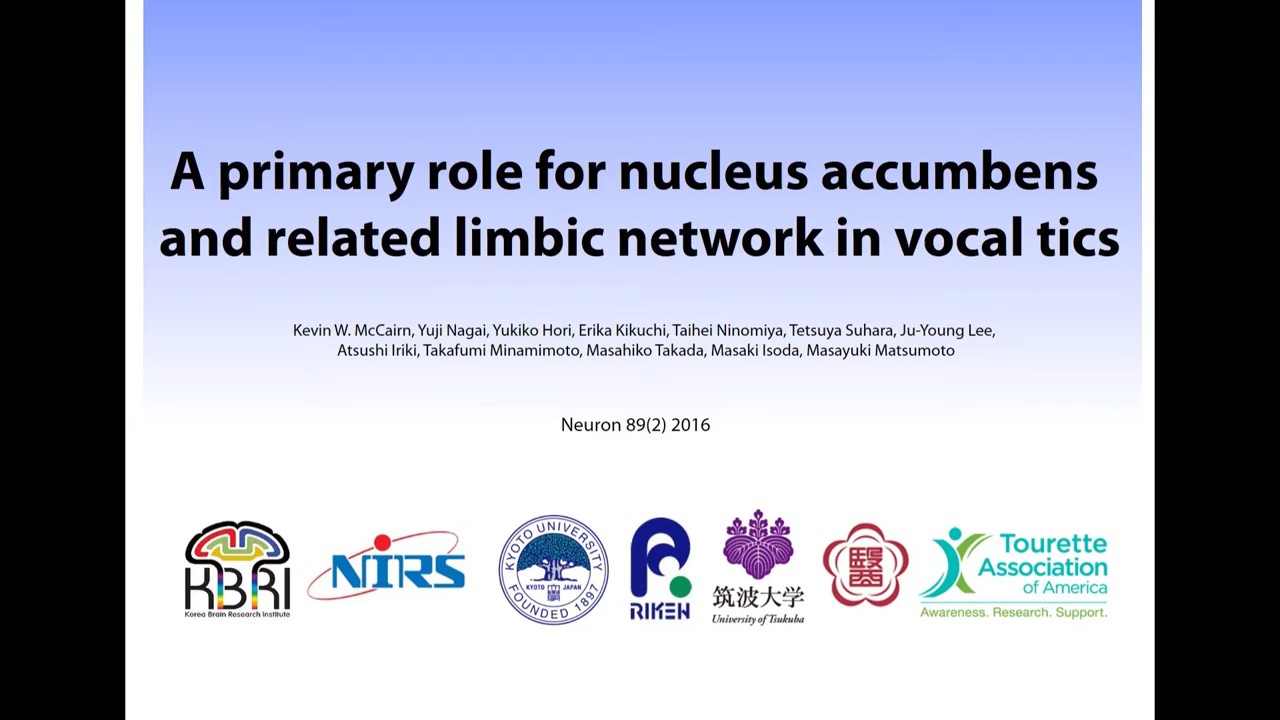 A primary role for nucleus accumbens
and related limbic network in vocal tics
Kevin W. McCairn, Yuji Nagai, Yukiko Hori, Erika Kikuchi, Taihei Ninomiya, Tetsuya Suhara, Ju-Young Lee,
Atsushi Iriki, Takafumi Minamimoto, Masahiko Takada, Masaki Isoda, Masayuki Matsumoto
Neuron 89(2) 2016
KBRI
Korea Brain Research Institute
NIRS
KYOTO UNIVERSITY
KYOTO JAPAN
FOUNDED 1897
RIKEN
筑波大学
University of Tsukuba
醫
Tourette
Association
of America
Awareness. Research. Support.